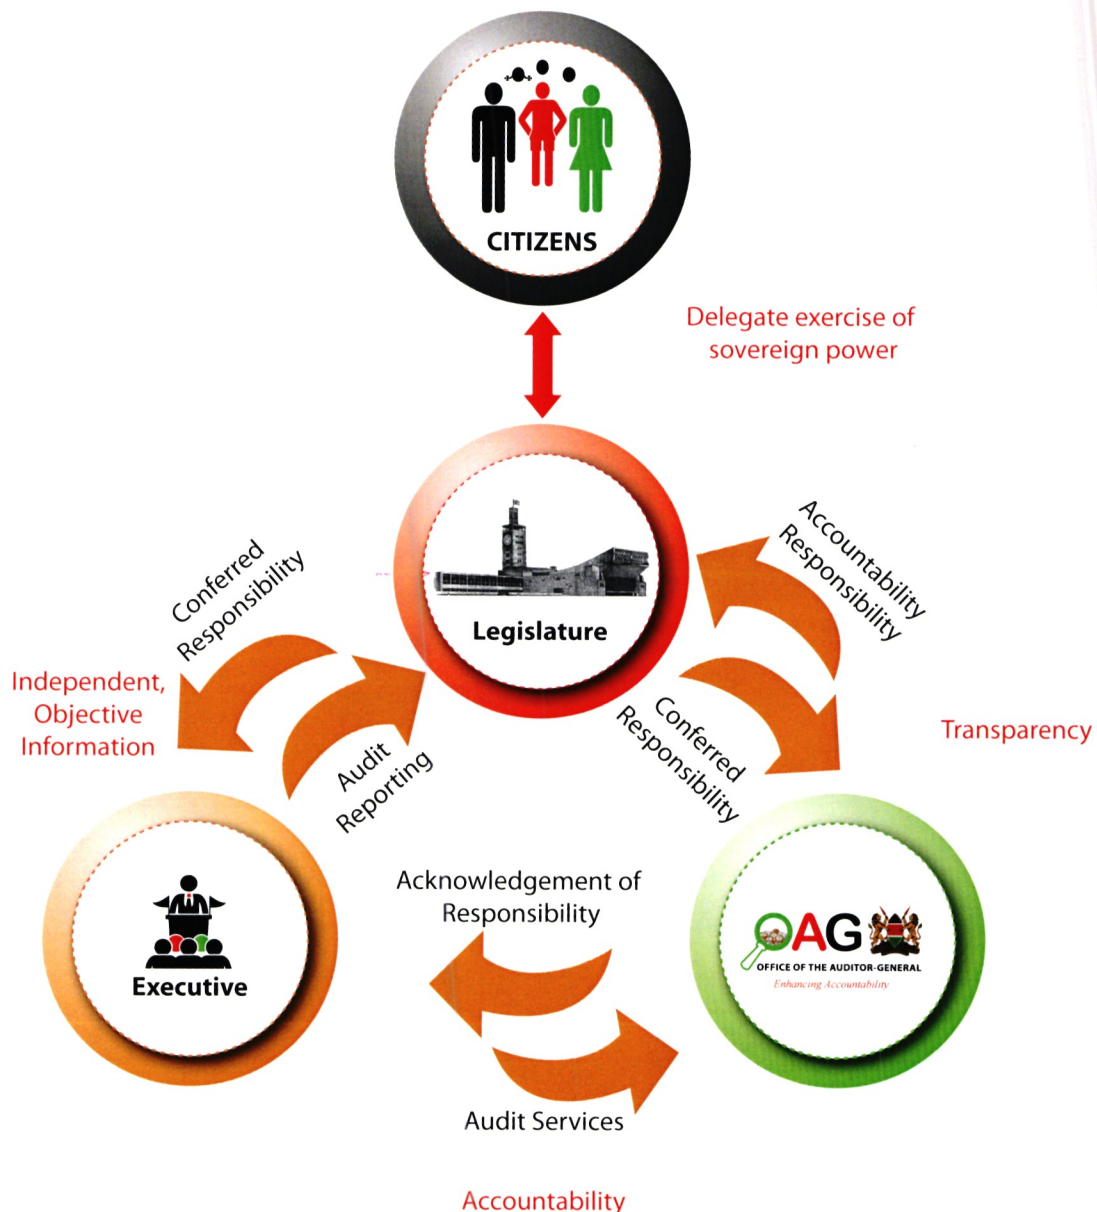 CITIZENS
Delegate exercise of
sovereign power
Legislature
Conferred
Responsibility
Accountability
Responsibility
Independent,
Objective
Information
Audit
Reporting
Conferred
Responsibility
Transparency
Executive
Acknowledgement of
Responsibility
OAG
OFFICE OF THE AUDITOR-GENERAL
Enhancing Accountability
Audit Services
Accountability